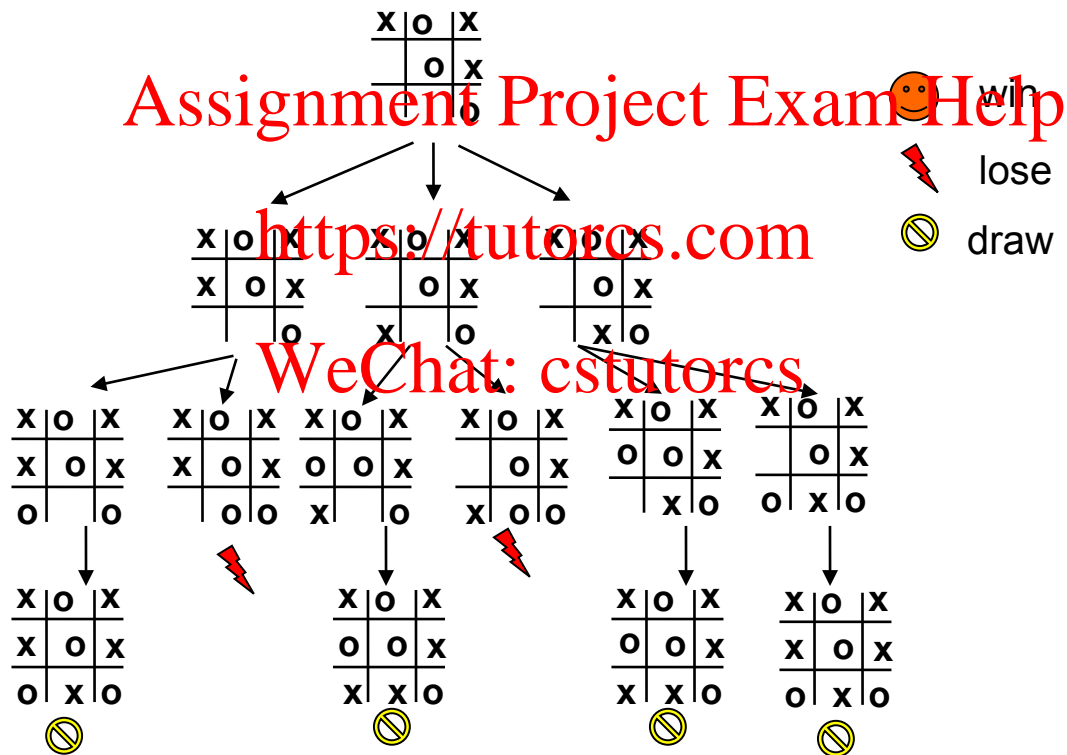 x o x
o x
o
Assignment Project Exam Help
win
lose
draw
https://tutorcs.com
x o x
x o x
o
x o x
o x
x o
x o x
o x
x o
WeChat: cstutorcs
x o x
x o x
o o
x o x
x o x
o o
x o x
o o x
x o
x o x
o x
x o o
x o x
o o x
x o
x o x
o x
o x o
x o x
x o x
o x o
x o x
o o x
x x o
x o x
o o x
x x o
x o x
x o x
o x o